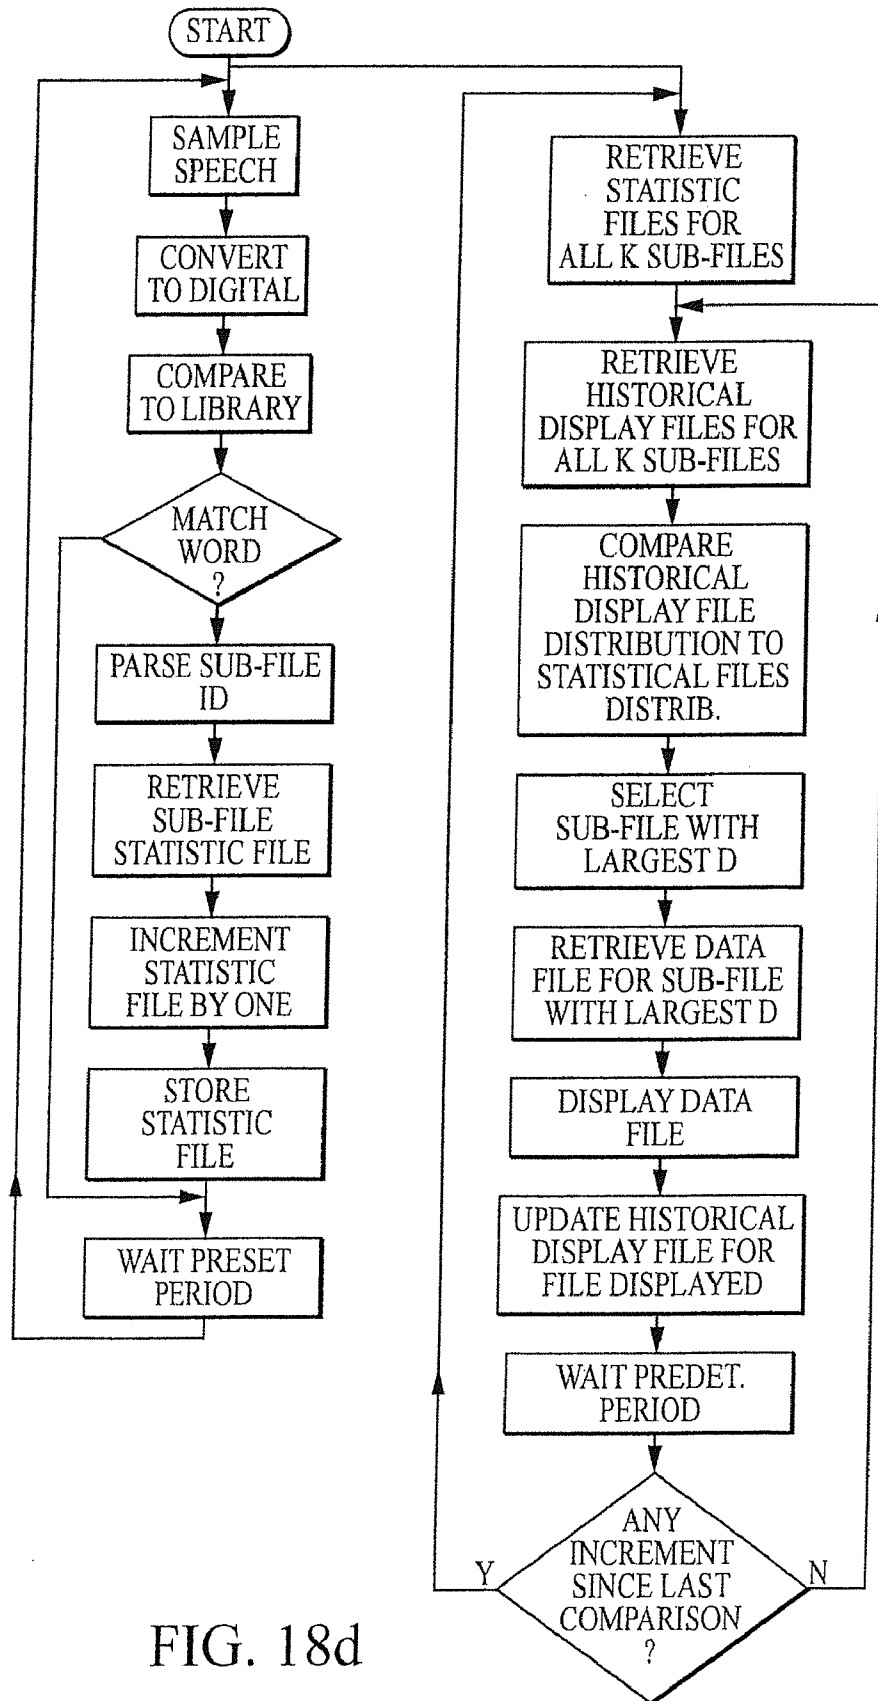 START
SAMPLE
SPEECH
CONVERT
TO DIGITAL
COMPARE
TO LIBRARY
MATCH
WORD
?
PARSE SUB-FILE
ID
RETRIEVE
SUB-FILE
STATISTIC FILE
INCREMENT
STATISTIC
FILE BY ONE
STORE
STATISTIC
FILE
WAIT PRESET
PERIOD
RETRIEVE
STATISTIC
FILES FOR
ALL K SUB-FILES
RETRIEVE
HISTORICAL
DISPLAY FILES FOR
ALL K SUB-FILES
COMPARE
HISTORICAL
DISPLAY FILE
DISTRIBUTION TO
STATISTICAL FILES
DISTRIB.
SELECT
SUB-FILE WITH
LARGEST D
RETRIEVE DATA
FILE FOR SUB-FILE
WITH LARGEST D
DISPLAY DATA
FILE
UPDATE HISTORICAL
DISPLAY FILE FOR
FILE DISPLAYED
WAIT PREDET.
PERIOD
ANY
INCREMENT
Y SINCE LAST N
COMPARISON
?
FIG. 18d